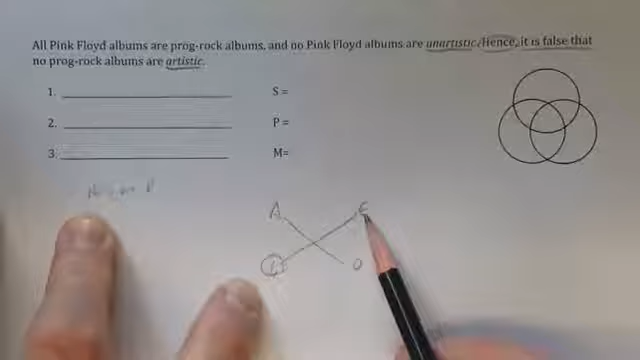 All Pink Floyd albums are prog-rock albums, and no Pink Floyd albums are unartistic. Hence, it is false that
no prog-rock albums are artistic.
1. S =
2. P =
3. M=
A E
I O